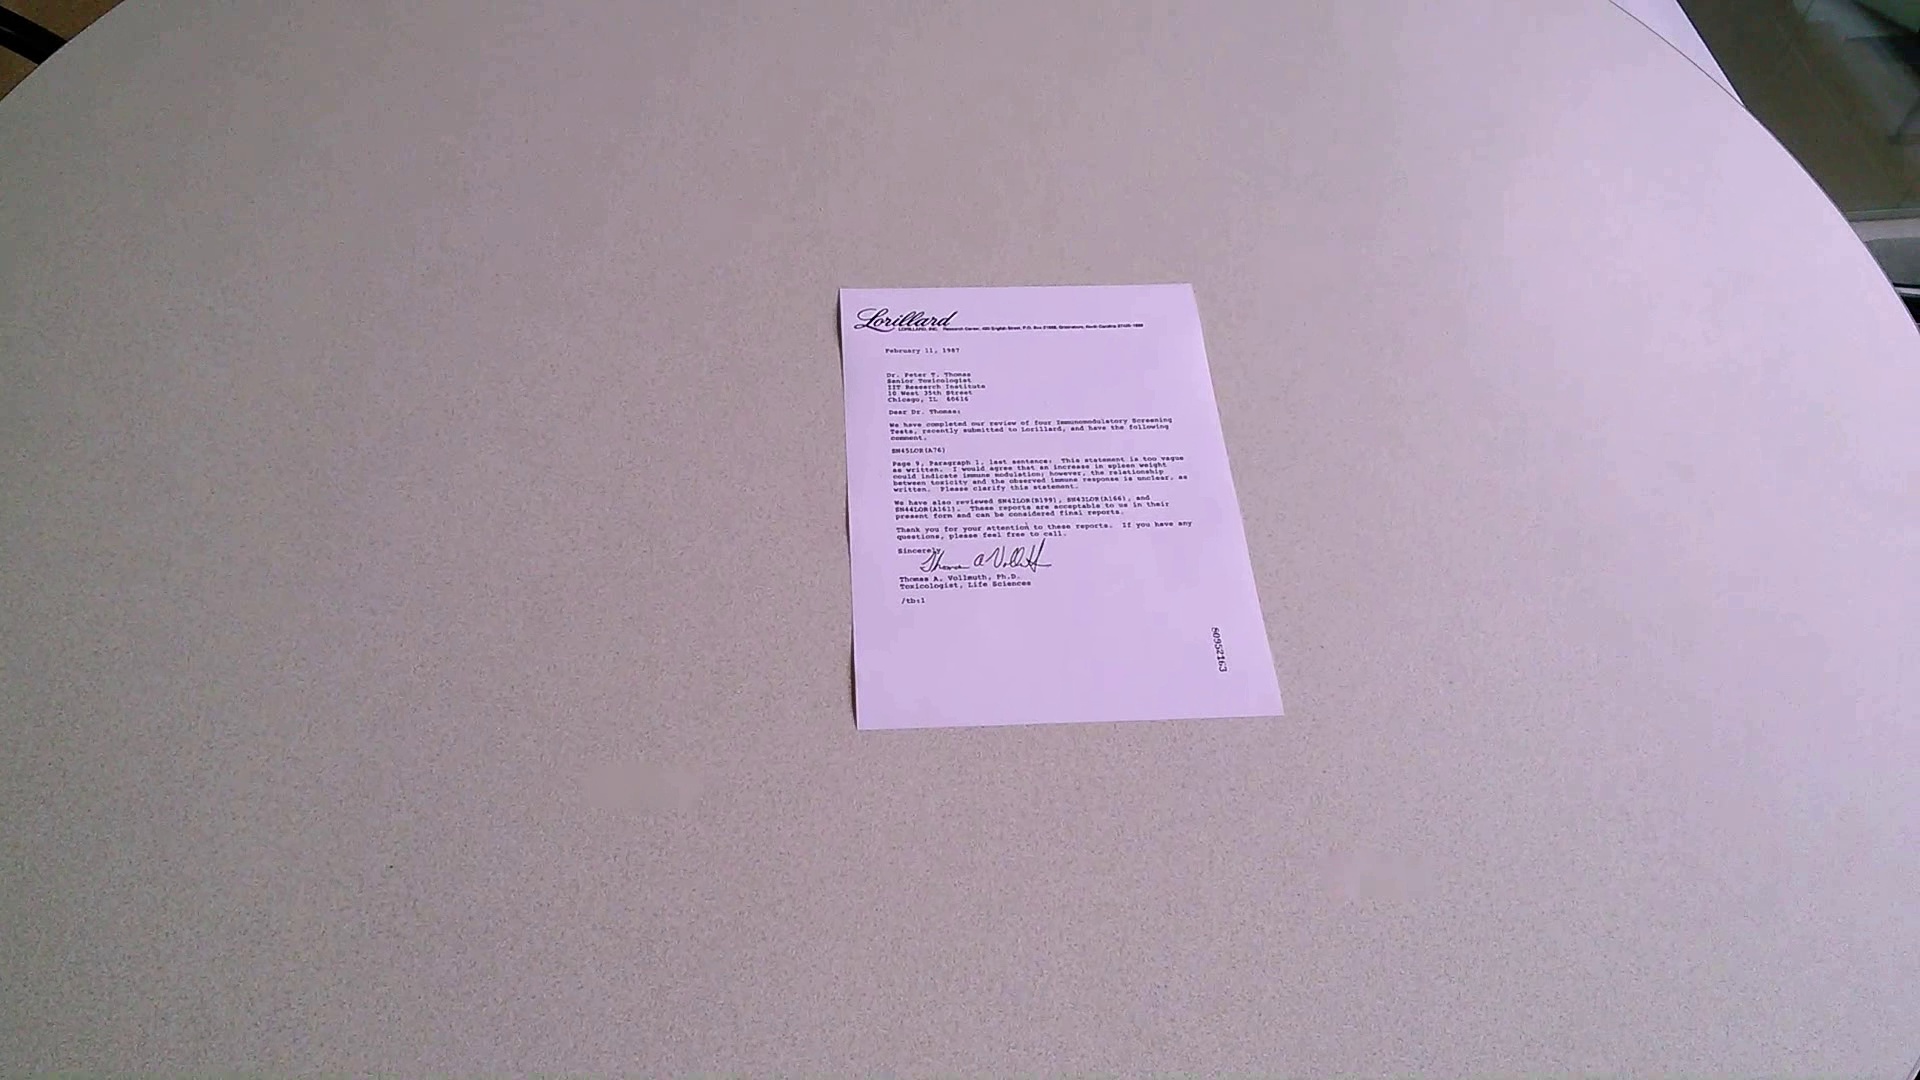 Lorillard
LORILLARD, INC. Research Center, 420 English Street, P.O. Box 21688, Greensboro, North Carolina 27420-1688
February 11, 1987
Dr. Peter T. Thomas
Senior Toxicologist
IIT Research Institute
10 West 35th Street
Chicago, IL 60616
Dear Dr. Thomas:
We have completed our review of four Immunomodulatory Screening
Tests, recently submitted to Lorillard, and have the following
comment.
SN45LOR(A76)
Page 9, Paragraph 1, last sentence: This statement is too vague
as written. I would agree that an increase in spleen weight
could indicate immune modulation; however, the relationship
between toxicity and the observed immune response is unclear, as
written. Please clarify this statement.
We have also reviewed SN42LOR(B199), SN43LOR(A166), and
SN44LOR(A161). These reports are acceptable to us in their
present form and can be considered final reports.
Thank you for your attention to these reports. If you have any
questions, please feel free to call.
Sincerely
Thomas A Vollmuth
Thomas A. Vollmuth, Ph.D.
Toxicologist, Life Sciences
/tb:1
80952163